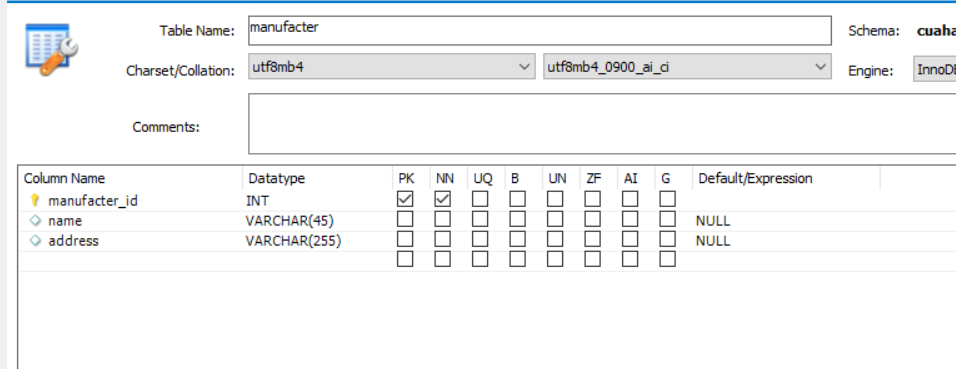 Table Name: manufacter Schema: cuaha
Charset/Collation: utf8mb4 utf8mb4_0900_ai_ci Engine: InnoDB
Comments:
Column Name Datatype PK NN UQ B UN ZF AI G Default/Expression
manufacter_id INT
name VARCHAR(45) NULL
address VARCHAR(255) NULL